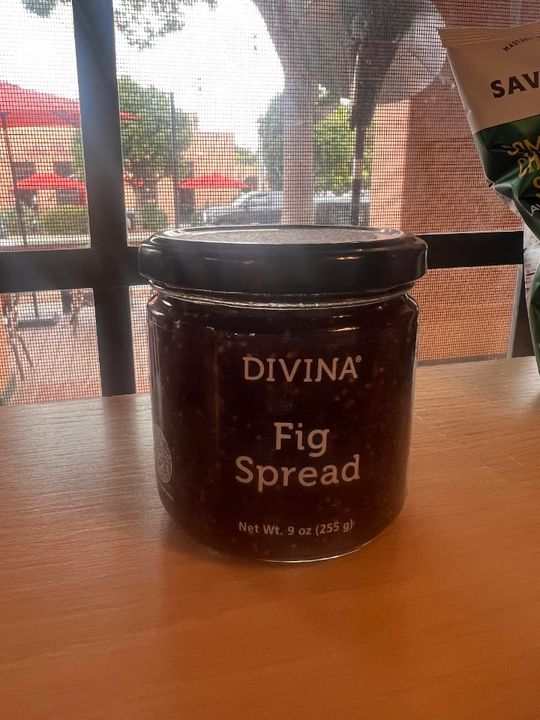 DIVINA®
Fig
Spread
Net Wt. 9 oz (255 g)
SAV